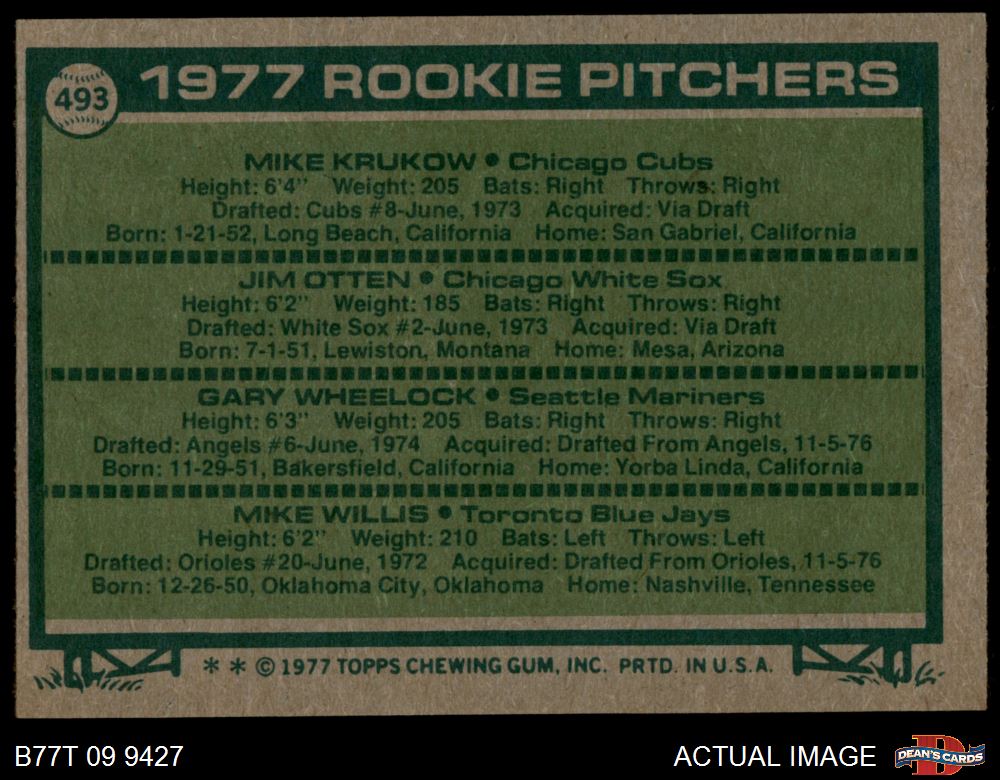 493
1977 ROOKIE PITCHERS
MIKE KRUKOW • Chicago Cubs
Height: 6'4" Weight: 205 Bats: Right Throws: Right
Drafted: Cubs #8-June, 1973 Acquired: Via Draft
Born: 1-21-52, Long Beach, California Home: San Gabriel, California
JIM OTTEN • Chicago White Sox
Height: 6'2" Weight: 185 Bats: Right Throws: Right
Drafted: White Sox #2-June, 1973 Acquired: Via Draft
Born: 7-1-51, Lewiston, Montana Home: Mesa, Arizona
GARY WHEELOCK • Seattle Mariners
Height: 6'3" Weight: 205 Bats: Right Throws: Right
Drafted: Angels #6-June, 1974 Acquired: Drafted From Angels, 11-5-76
Born: 11-29-51, Bakersfield, California Home: Yorba Linda, California
MIKE WILLIS • Toronto Blue Jays
Height: 6'2" Weight: 210 Bats: Left Throws: Left
Drafted: Orioles #20-June, 1972 Acquired: Drafted From Orioles, 11-5-76
Born: 12-26-50, Oklahoma City, Oklahoma Home: Nashville, Tennessee
* * © 1977 TOPPS CHEWING GUM, INC. PRTD. IN U.S.A.
B77T 09 9427
ACTUAL IMAGE
D
DEAN'S CARDS